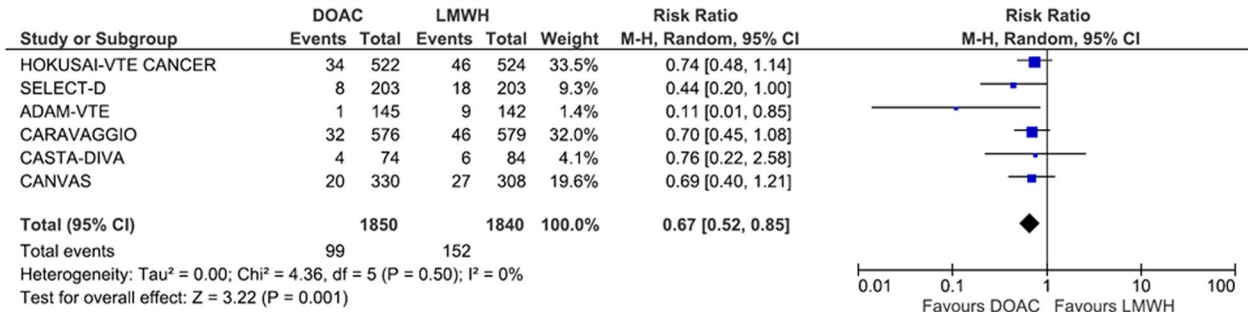 DOAC LMWH Risk Ratio Risk Ratio
Study or Subgroup Events Total Events Total Weight M-H, Random, 95% CI M-H, Random, 95% CI
HOKUSAI-VTE CANCER 34 522 46 524 33.5% 0.74 [0.48, 1.14]
SELECT-D 8 203 18 203 9.3% 0.44 [0.20, 1.00]
ADAM-VTE 1 145 9 142 1.4% 0.11 [0.01, 0.85]
CARAVAGGIO 32 576 46 579 32.0% 0.70 [0.45, 1.08]
CASTA-DIVA 4 74 6 84 4.1% 0.76 [0.22, 2.58]
CANVAS 20 330 27 308 19.6% 0.69 [0.40, 1.21]
Total (95% CI) 1850 1840 100.0% 0.67 [0.52, 0.85]
Total events 99 152
Heterogeneity: Tau² = 0.00; Chi² = 4.36, df = 5 (P = 0.50); I² = 0%
Test for overall effect: Z = 3.22 (P = 0.001)
0.01 0.1 1 10 100
Favours DOAC Favours LMWH